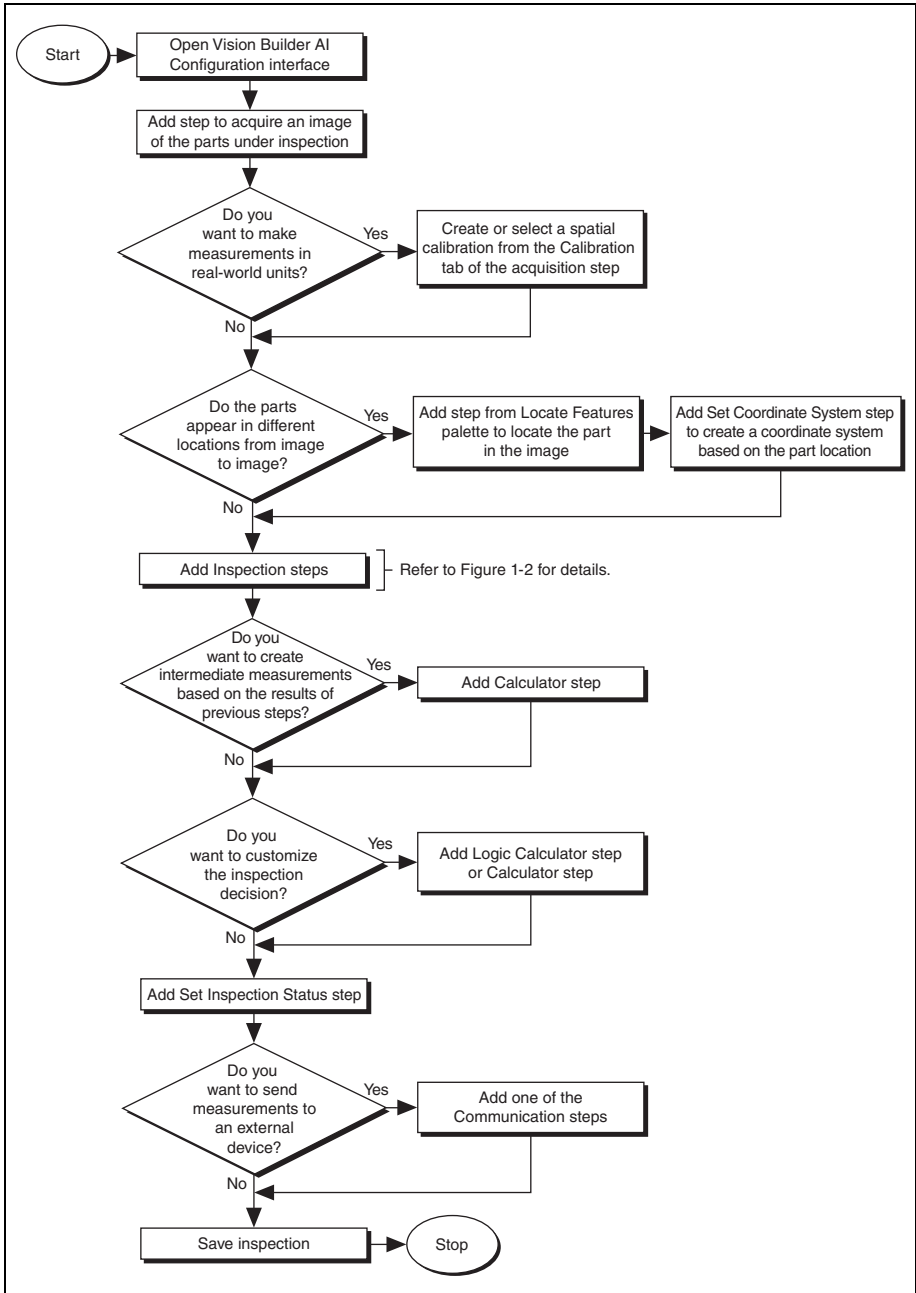 Start
Open Vision Builder AI
Configuration interface
Add step to acquire an image
of the parts under inspection
Do you
want to make
measurements in
real-world units?
Yes
Create or select a spatial
calibration from the Calibration
tab of the acquisition step
No
Do the parts
appear in different
locations from image
to image?
Yes
Add step from Locate Features
palette to locate the part
in the image
Add Set Coordinate System step
to create a coordinate system
based on the part location
No
Add Inspection steps
Refer to Figure 1-2 for details.
Do you
want to create
intermediate measurements
based on the results of
previous steps?
Yes
Add Calculator step
No
Do you
want to customize
the inspection
decision?
Yes
Add Logic Calculator step
or Calculator step
No
Add Set Inspection Status step
Do you
want to send
measurements to
an external
device?
Yes
Add one of the
Communication steps
No
Save inspection
Stop